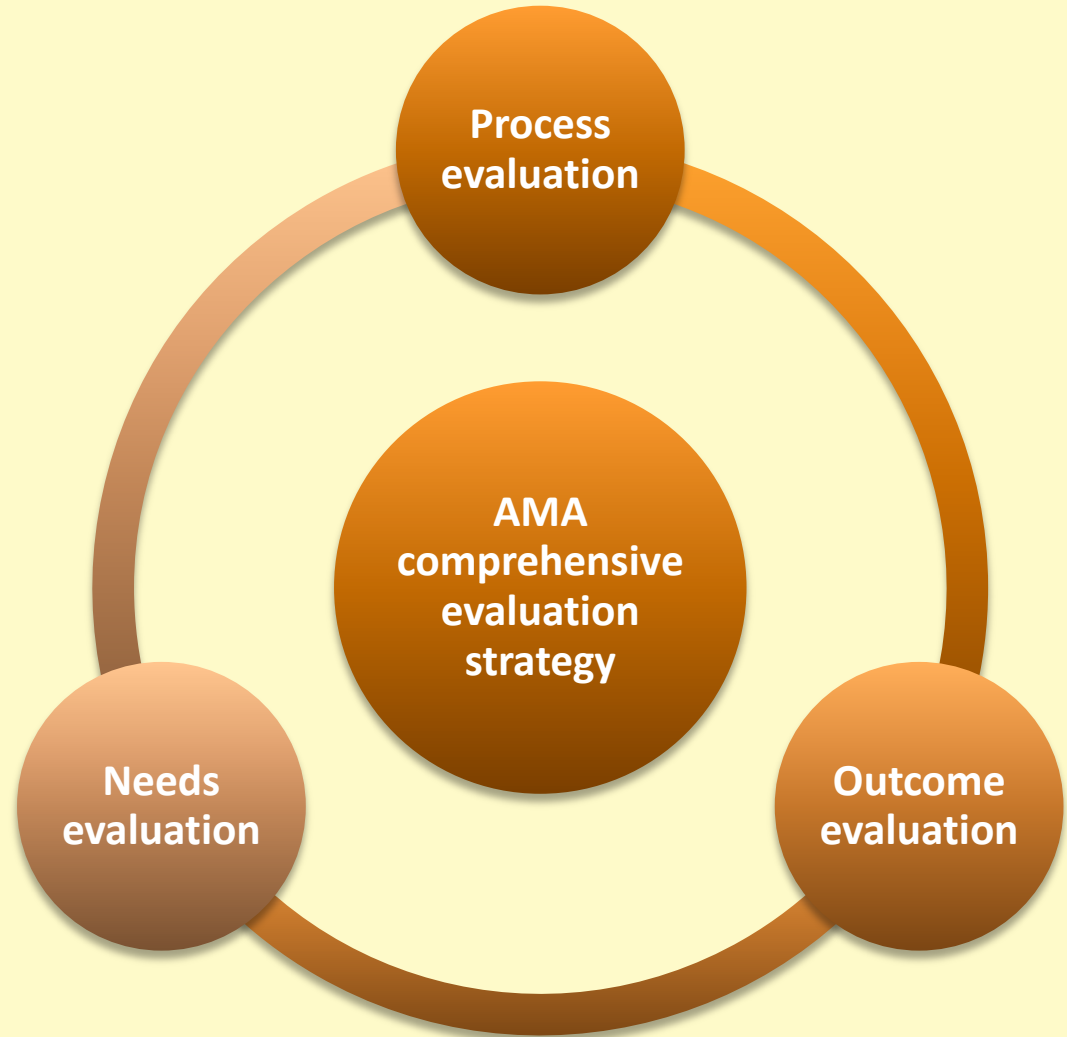 Process
evaluation
AMA
comprehensive
evaluation
strategy
Needs
evaluation
Outcome
evaluation